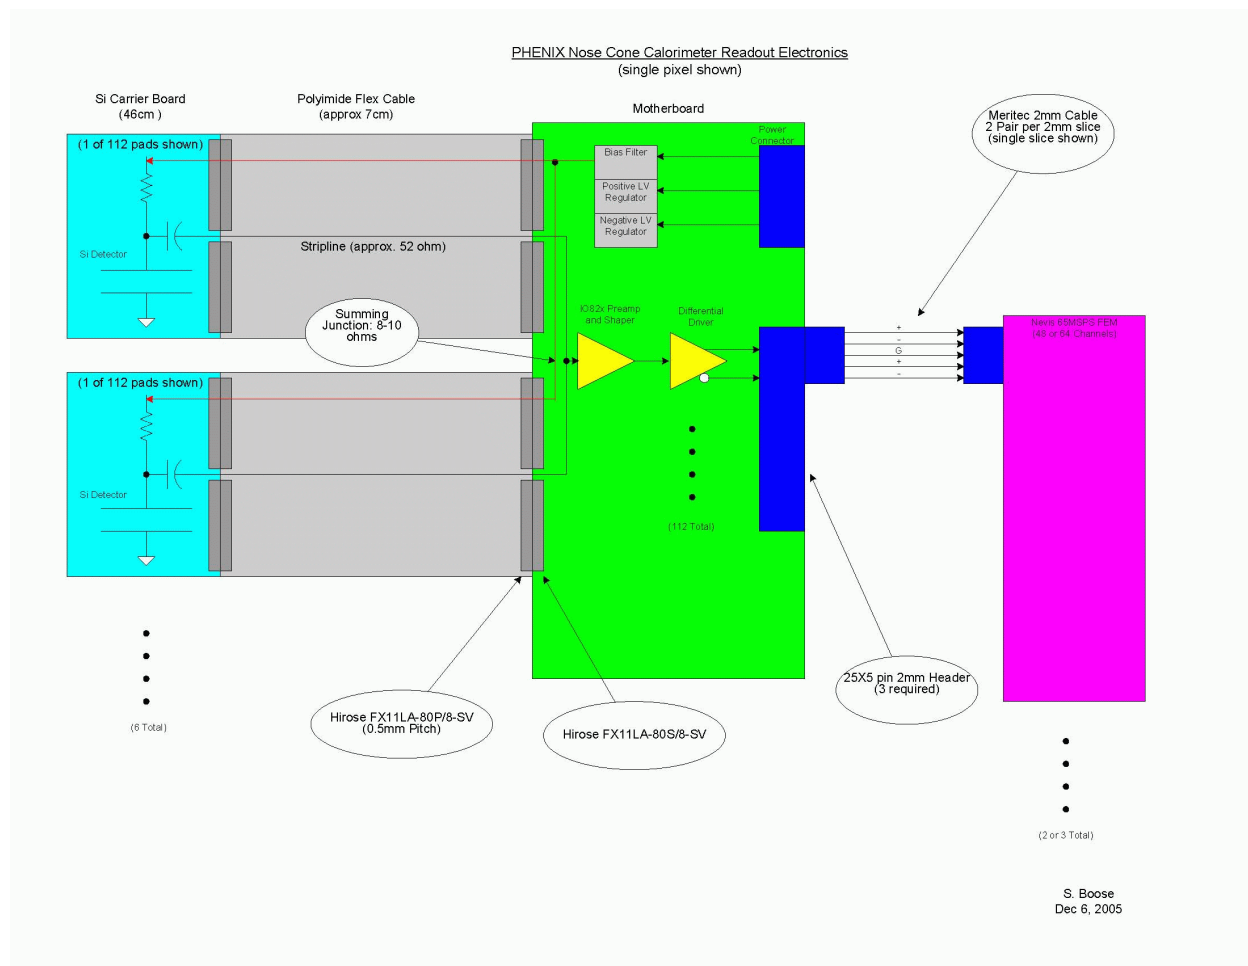 PHENIX Nose Cone Calorimeter Readout Electronics
(single pixel shown)
Si Carrier Board
(46cm )
Polyimide Flex Cable
(approx 7cm)
Motherboard
Meritec 2mm Cable
2 Pair per 2mm slice
(single slice shown)
(1 of 112 pads shown)
Power
Connector
Bias Filter
Positive LV
Regulator
Negative LV
Regulator
Stripline (approx. 52 ohm)
Si Detector
Summing
Junction: 8-10
ohms
IO82x Preamp
and Shaper
Differential
Driver
+
-
G
+
-
Nevis 65MSPS FEM
(48 or 64 Channels)
(1 of 112 pads shown)
Si Detector
(112 Total)
25X5 pin 2mm Header
(3 required)
Hirose FX11LA-80P/8-SV
(0.5mm Pitch)
Hirose FX11LA-80S/8-SV
(6 Total)
(2 or 3 Total)
S. Boose
Dec 6, 2005